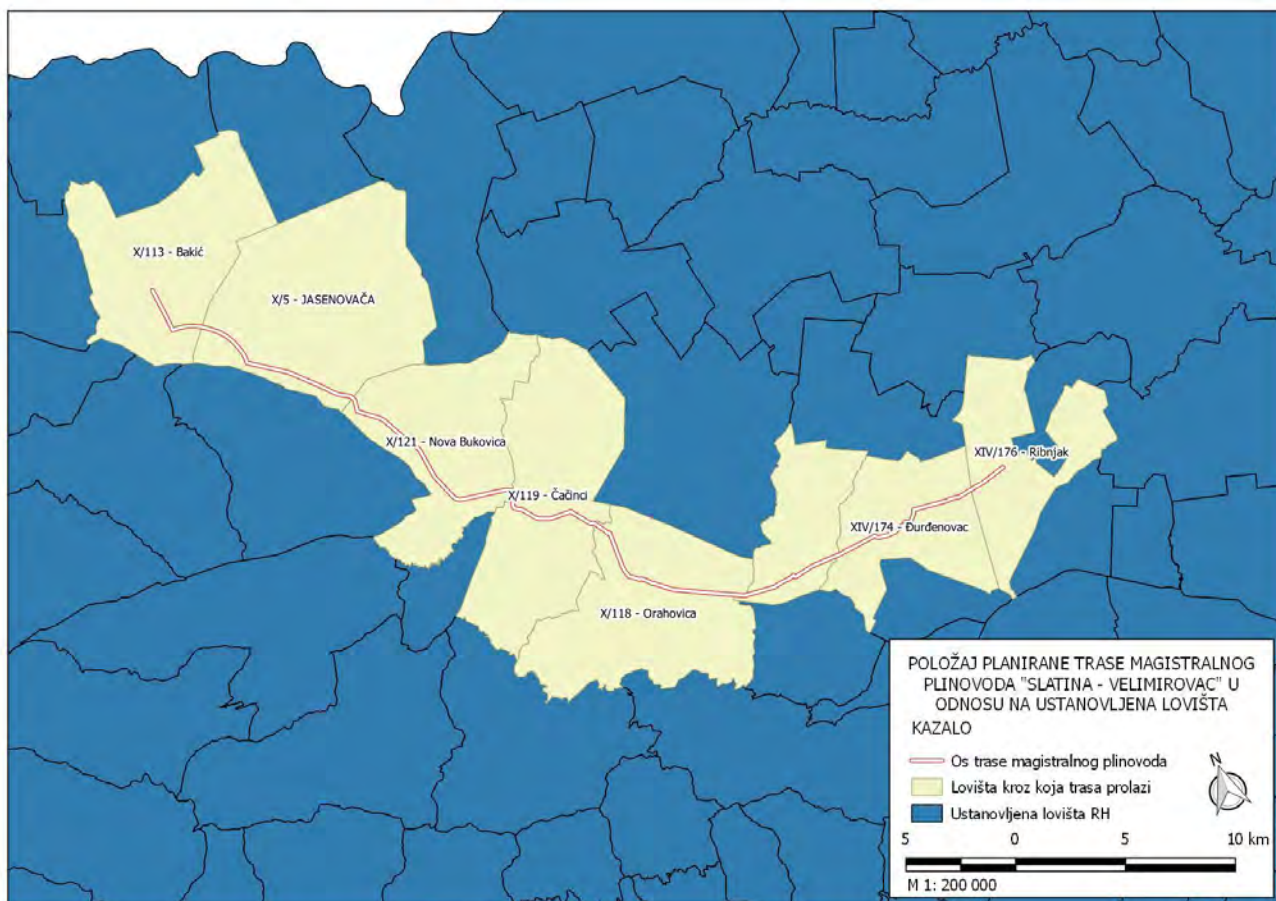 X/113 - Bakić
X/5 - JASENOVAČA
X/121 - Nova Bukovica
XIV/176 - Ribnjak
X/119 - Čačinci
XIV/174 - Đurđenovac
X/118 - Orahovica
POLOŽAJ PLANIRANE TRASE MAGISTRALNOG
PLINOVODA "SLATINA - VELIMIROVAC" U
ODNOSU NA USTANOVLJENA LOVIŠTA
KAZALO
Os trase magistralnog plinovoda
N
Lovišta kroz koja trasa prolazi
Ustanovljena lovišta RH
5 0 5 10 km
M 1: 200 000